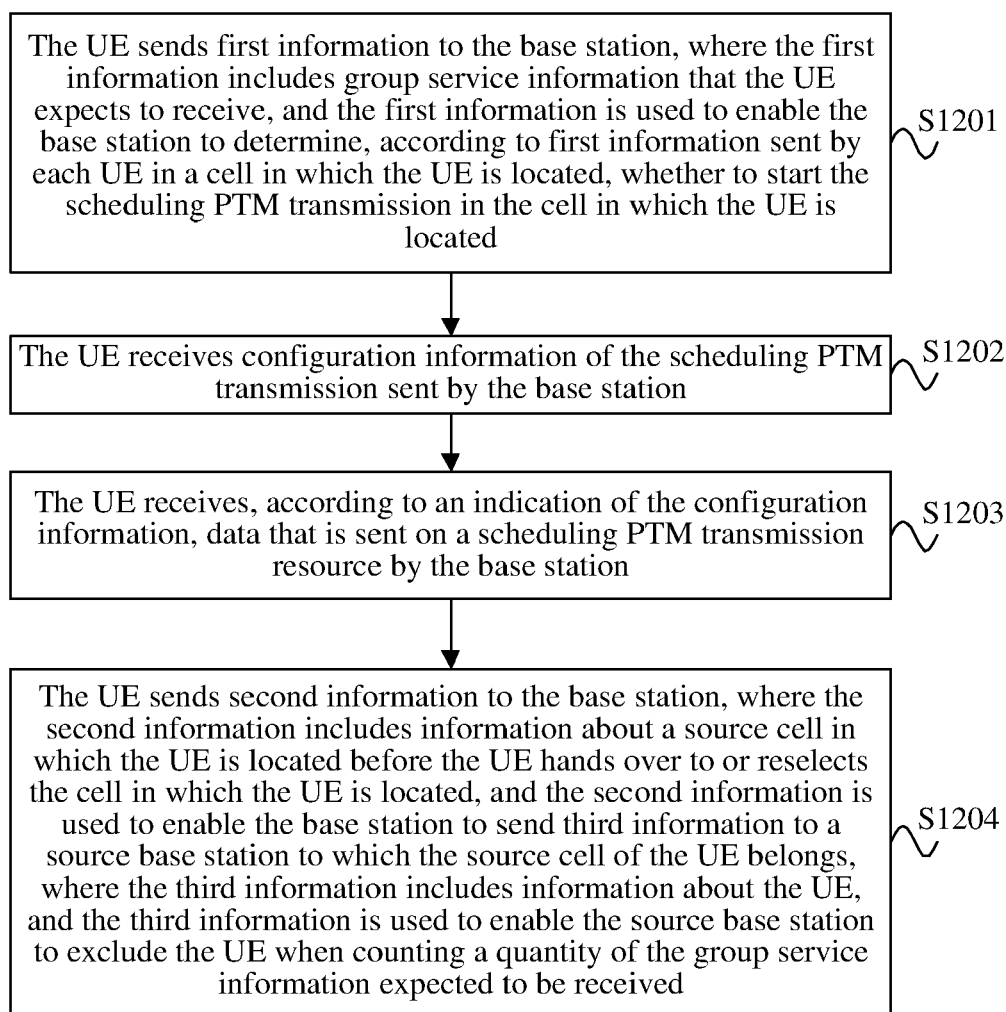 The UE sends first information to the base station, where the first
information includes group service information that the UE
expects to receive, and the first information is used to enable the
base station to determine, according to first information sent by
each UE in a cell in which the UE is located, whether to start the
scheduling PTM transmission in the cell in which the UE is
located
S1201
The UE receives configuration information of the scheduling PTM
transmission sent by the base station
S1202
The UE receives, according to an indication of the configuration
information, data that is sent on a scheduling PTM transmission
resource by the base station
S1203
The UE sends second information to the base station, where the
second information includes information about a source cell in
which the UE is located before the UE hands over to or reselects
the cell in which the UE is located, and the second information is
used to enable the base station to send third information to a
source base station to which the source cell of the UE belongs,
where the third information includes information about the UE,
and the third information is used to enable the source base station
to exclude the UE when counting a quantity of the group service
information expected to be received
S1204